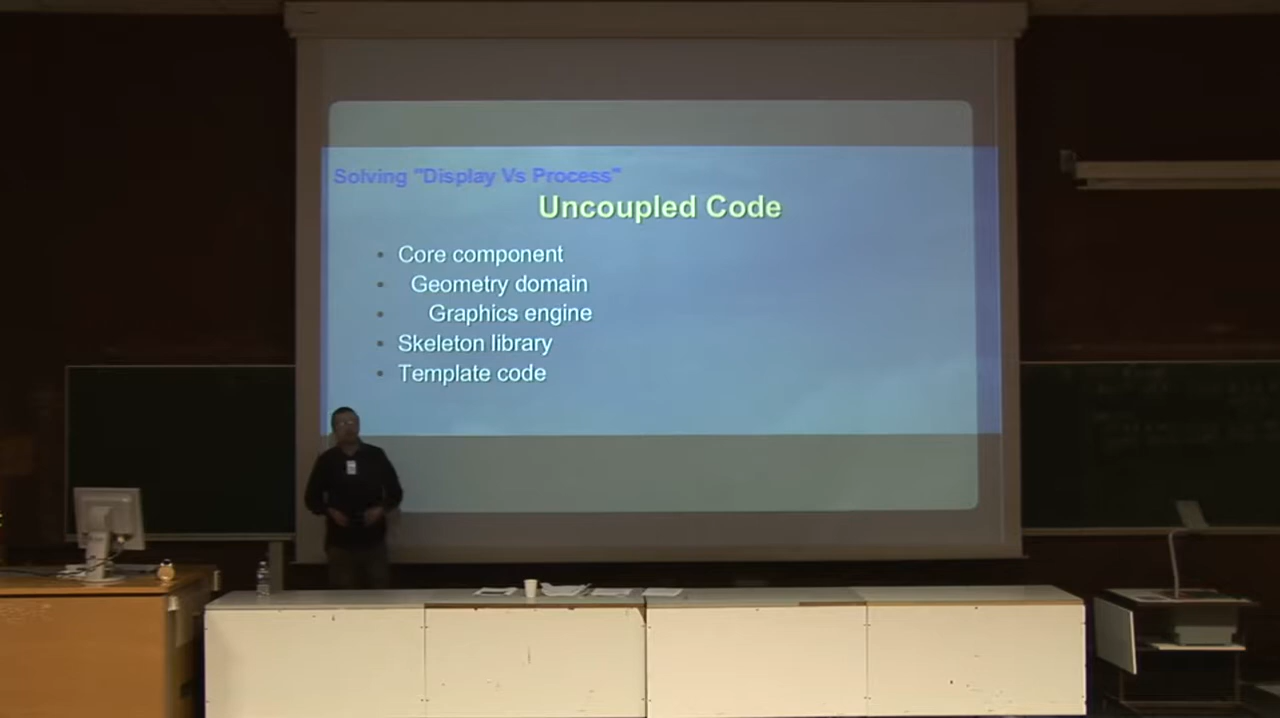 Solving "Display Vs Process"
Uncoupled Code
• Core component
• Geometry domain
• Graphics engine
• Skeleton library
• Template code